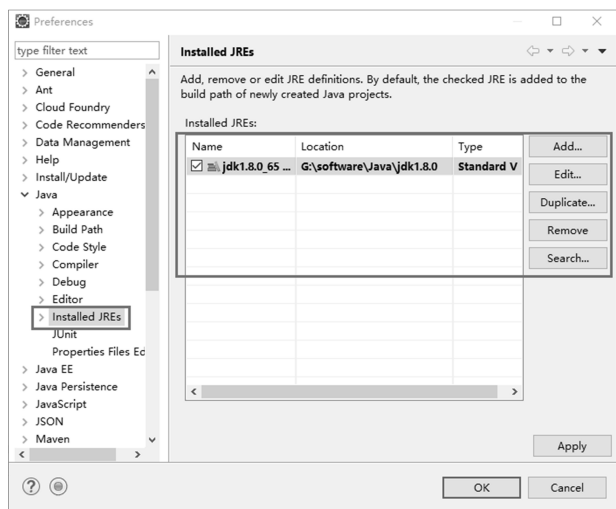 Preferences
type filter text
General
Ant
Cloud Foundry
Code Recommenders
Data Management
Help
Install/Update
Java
Appearance
Build Path
Code Style
Compiler
Debug
Editor
Installed JREs
JUnit
Properties Files Ed
Java EE
Java Persistence
JavaScript
JSON
Maven
Installed JREs
Add, remove or edit JRE definitions. By default, the checked JRE is added to the
build path of newly created Java projects.
Installed JREs:
Name Location Type
jdk1.8.0_65 ... G:\software\Java\jdk1.8.0 Standard V
Add...
Edit...
Duplicate...
Remove
Search...
Apply
OK Cancel